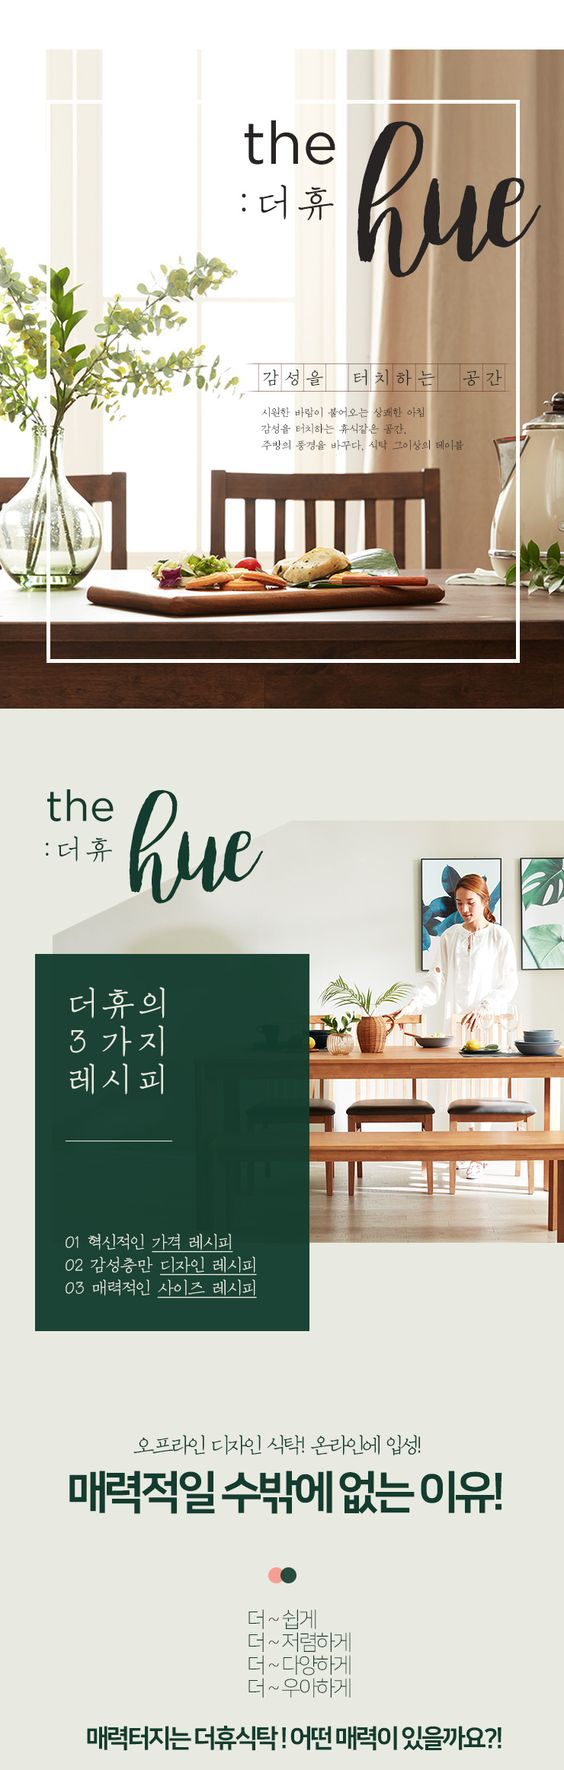 the hue
:더휴
감성을 터치하는 공간
시원한 바람이 불어오는 상쾌한 아침
감성을 터치하는 휴식같은 공간,
주방의 풍경을 바꾸다. 식탁 그이상의 테이블
the hue
:더휴
더휴의
3 가지
레시피
01 혁신적인 가격 레시피
02 감성충만 디자인 레시피
03 매력적인 사이즈 레시피
오프라인 디자인 식탁! 온라인에 입성!
매력적일 수밖에 없는 이유!
더~쉽게
더~저렴하게
더~다양하게
더~우아하게
매력터지는 더휴식탁! 어떤 매력이 있을까요?!